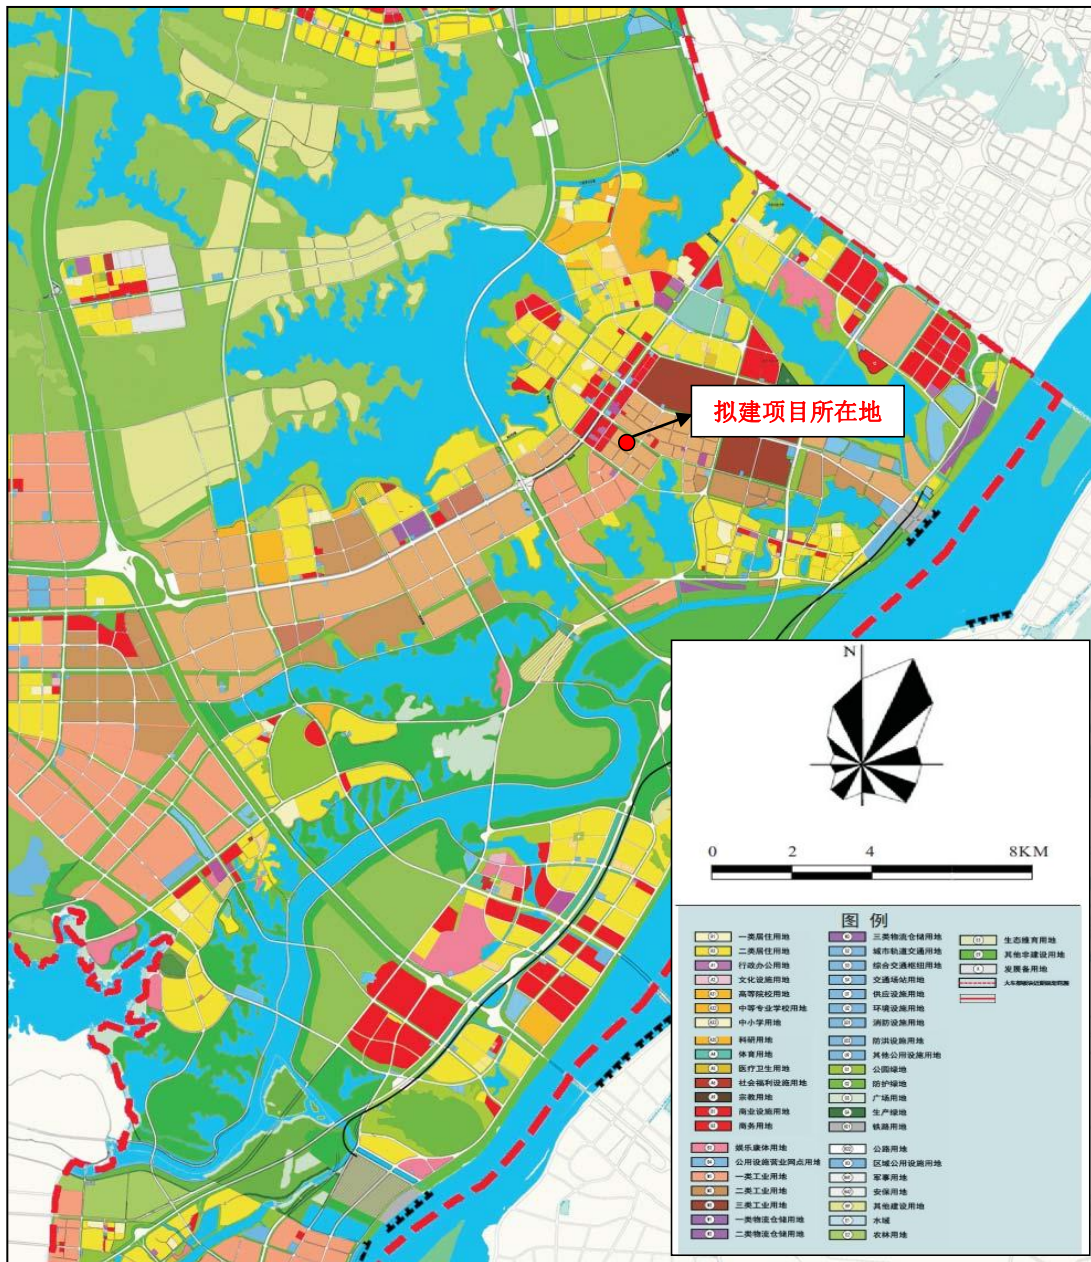 拟建项目所在地
N
0 2 4 8KM
图 例
一类居住用地
二类居住用地
行政办公用地
文化设施用地
高等院校用地
中等专业学校用地
中小学用地
科研用地
体育用地
医疗卫生用地
社会福利设施用地
宗教用地
商业设施用地
商务用地
娱乐康体用地
公用设施营业网点用地
一类工业用地
二类工业用地
三类工业用地
一类物流仓储用地
二类物流仓储用地
三类物流仓储用地
城市轨道交通用地
综合交通枢纽用地
交通场站用地
供应设施用地
环境设施用地
消防设施用地
防洪设施用地
其他公用设施用地
公园绿地
防护绿地
广场用地
生产绿地
铁路用地
公路用地
区域公用设施用地
军事用地
安保用地
其他建设用地
水域
农林用地
生态维育用地
其他非建设用地
发展备用地